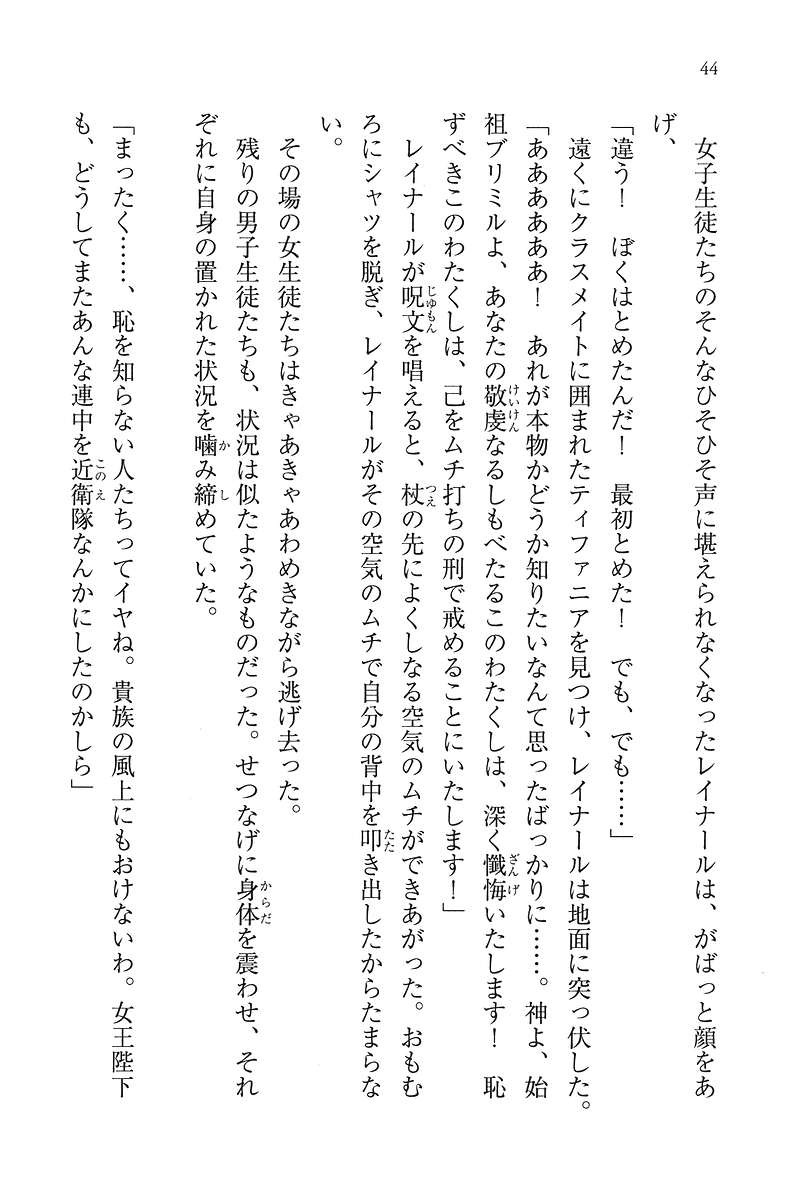 44
女子生徒たちのそんなひそひそ声に堪えられなくなったレイナールは、がばっと顔をあ
げ、
「違う！　ぼくはとめたんだ！　最初とめた！　でも、でも……」
遠くにクラスメイトに囲まれたティファニアを見つけ、レイナールは地面に突っ伏した。
「ああああああ！　あれが本物かどうか知りたいなんて思ったばっかりに……。神よ、始
祖ブリミルよ、あなたの敬虔なるしもべたるこのわたくしは、深く懺悔いたします！　恥
ずべきこのわたくしは、己をムチ打ちの刑で戒めることにいたします！」
レイナールが呪文を唱えると、杖の先によくしなる空気のムチができあがった。おもむ
ろにシャツを脱ぎ、レイナールがその空気のムチで自分の背中を叩き出したからたまらな
い。
その場の女生徒たちはきゃあきゃあわめきながら逃げ去った。
残りの男子生徒たちも、状況は似たようなものだった。せつなげに身体を震わせ、それ
ぞれに自身の置かれた状況を噛み締めていた。
「まったく……、恥を知らない人たちってイヤね。貴族の風上にもおけないわ。女王陛下
も、どうしてまたあんな連中を近衛隊なんかにしたのかしら」